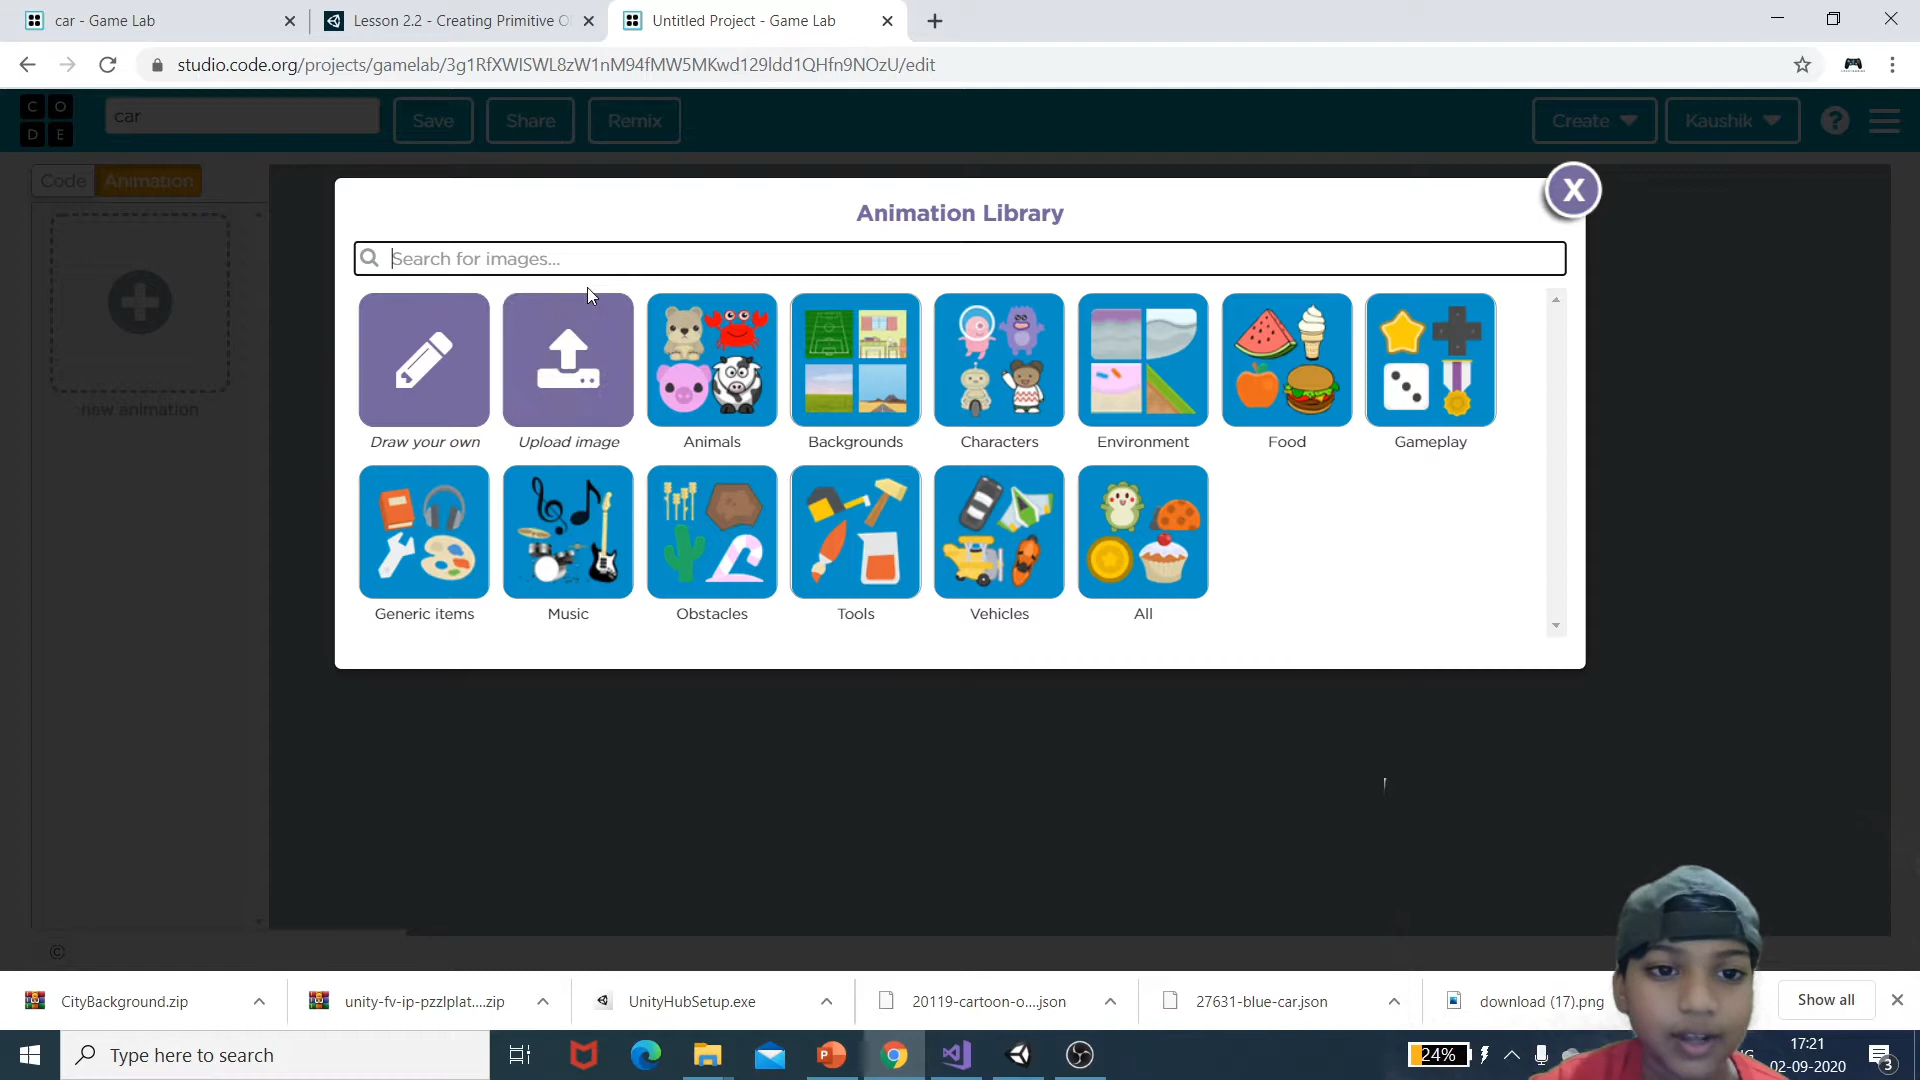 car - Game Lab
Lesson 2.2 - Creating Primitive O
Untitled Project - Game Lab
studio.code.org/projects/gamelab/3g1RfXWISWL8zW1nM94fMW5MKwd129ldd1QHfn9NOzU/edit
C O
D E
car
Save
Share
Remix
Create
Kaushik
?
Code
Animation
new animation
Animation Library
X
Search for images...
Draw your own
Upload image
Animals
Backgrounds
Characters
Environment
Food
Gameplay
Generic items
Music
Obstacles
Tools
Vehicles
All
©
CityBackground.zip
unity-fv-ip-pzzlplat....zip
UnityHubSetup.exe
20119-cartoon-o....json
27631-blue-car.json
download (17).png
Show all
Type here to search
24%
17:21
02-09-2020
3